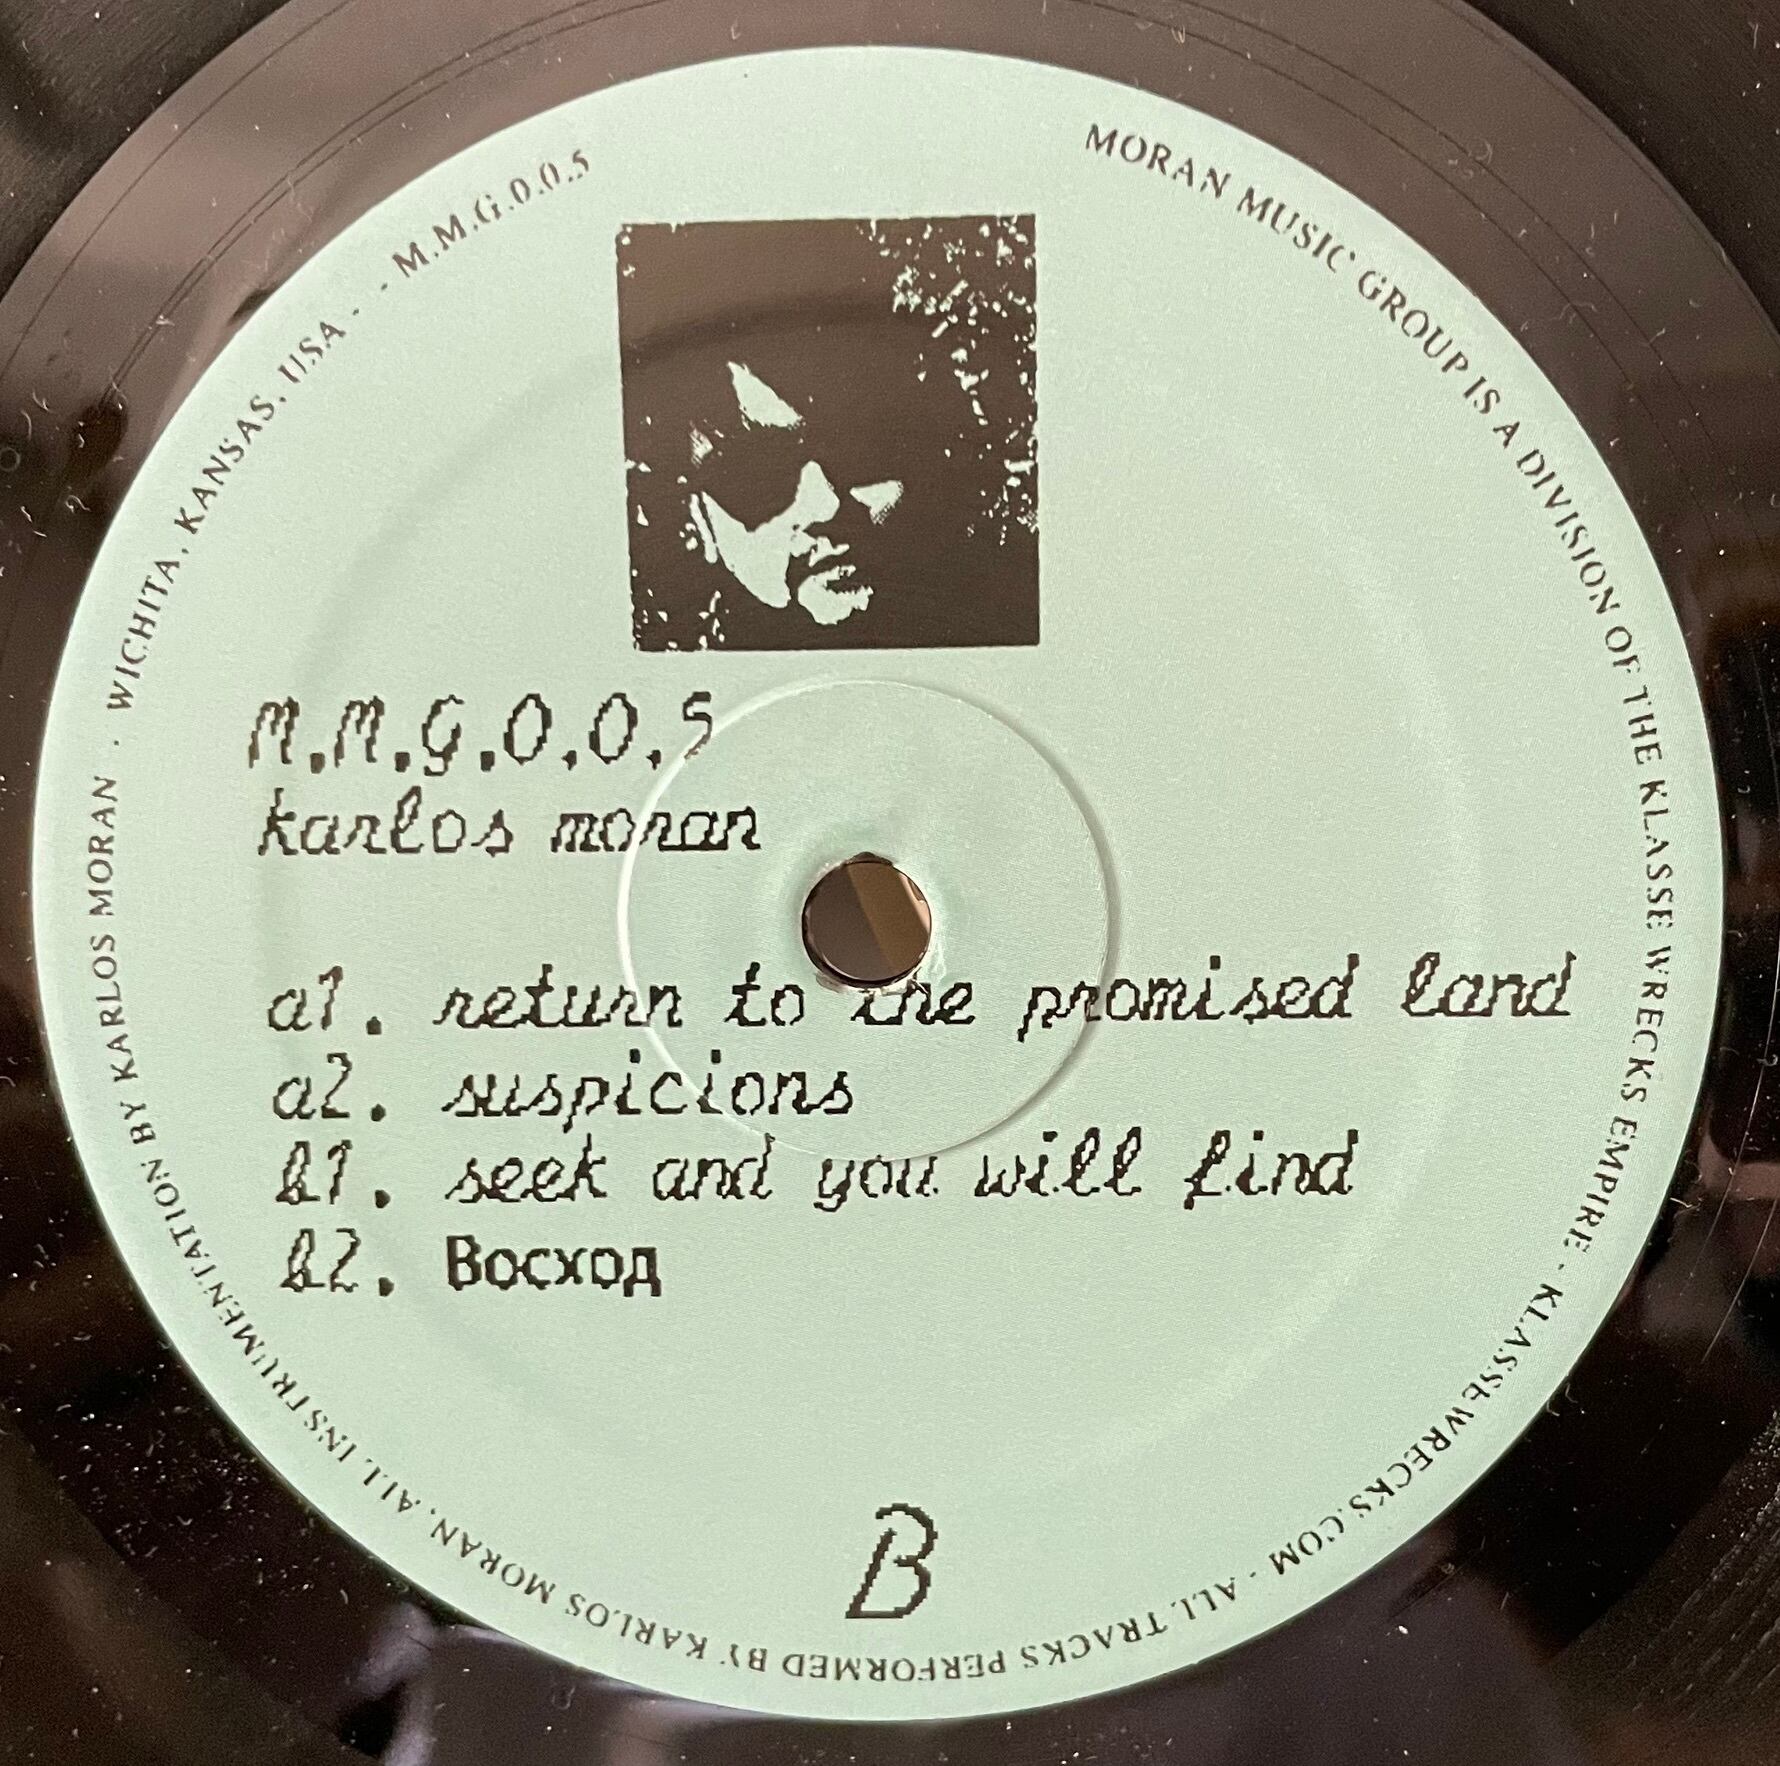 MORAN MUSIC GROUP IS A DIVISION OF THE KLASSE WRECKS EMPIRE - KLASSEWRECKS.COM - ALL TRACKS PERFORMED BY KARLOS MORAN, ALL INSTRUMENTATION BY KARLOS MORAN . WICHITA, KANSAS, USA - - M.M.G.0.0.5
M.M.G.0.0.5
karlos moran
a1. return to the promised land
a2. suspicions
b1. seek and you will find
b2. Восход
B